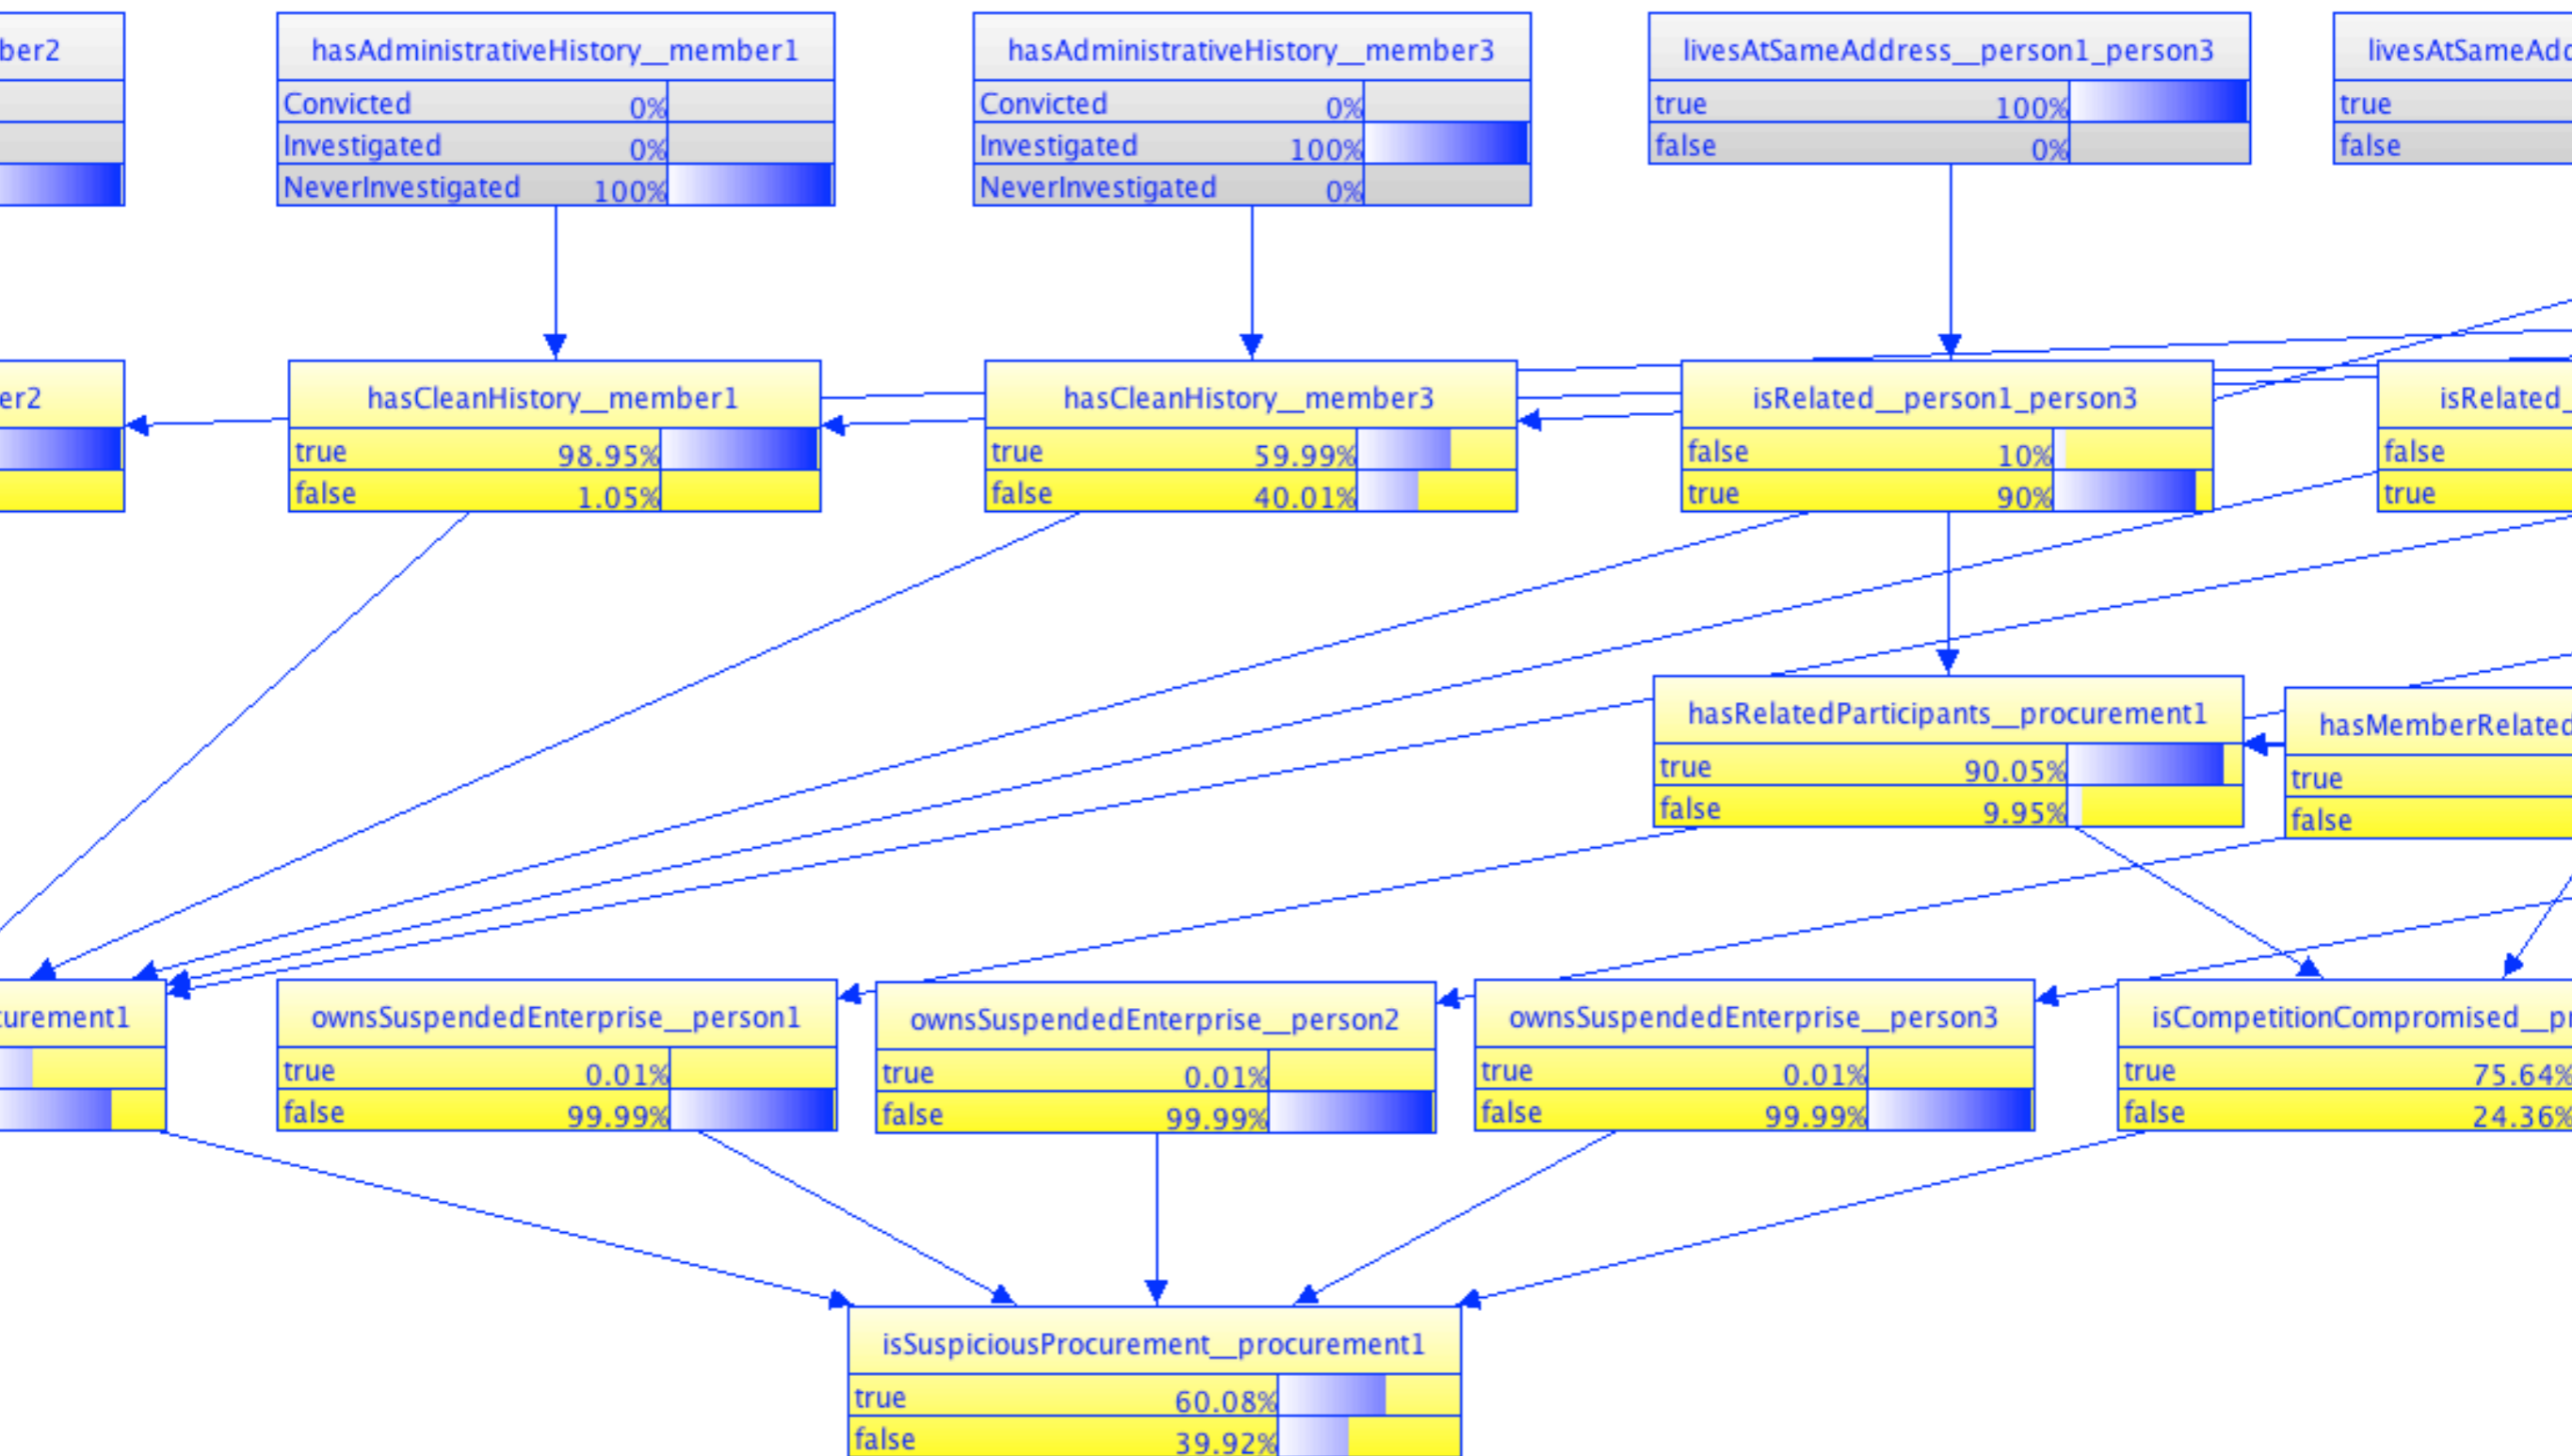 ber2
hasAdministrativeHistory__member1
Convicted 0%
Investigated 0%
NeverInvestigated 100%
hasAdministrativeHistory__member3
Convicted 0%
Investigated 100%
NeverInvestigated 0%
livesAtSameAddress__person1_person3
true 100%
false 0%
livesAtSameAdd
true
false
er2
hasCleanHistory__member1
true 98.95%
false 1.05%
hasCleanHistory__member3
true 59.99%
false 40.01%
isRelated__person1_person3
false 10%
true 90%
isRelated_
false
true
hasRelatedParticipants__procurement1
true 90.05%
false 9.95%
hasMemberRelated
true
false
curement1
ownsSuspendedEnterprise__person1
true 0.01%
false 99.99%
ownsSuspendedEnterprise__person2
true 0.01%
false 99.99%
ownsSuspendedEnterprise__person3
true 0.01%
false 99.99%
isCompetitionCompromised__pr
true 75.64%
false 24.36%
isSuspiciousProcurement__procurement1
true 60.08%
false 39.92%